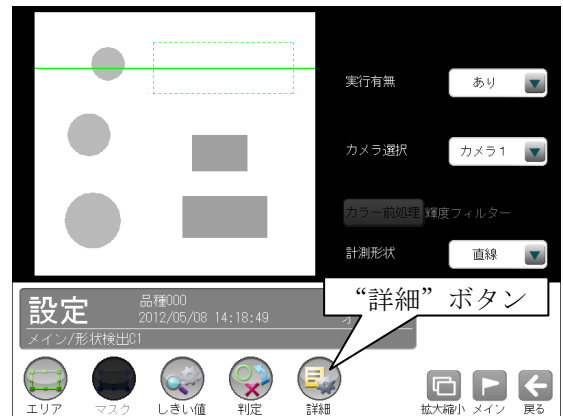 実行有無 あり
カメラ選択 カメラ1
カラー前処理 輝度フィルター
計測形状 直線
“詳細”ボタン
設定 品種000
2012/05/08 14:18:49
メイン/形状検出C1
エリア マスク しきい値 判定 詳細 拡大縮小 メイン 戻る